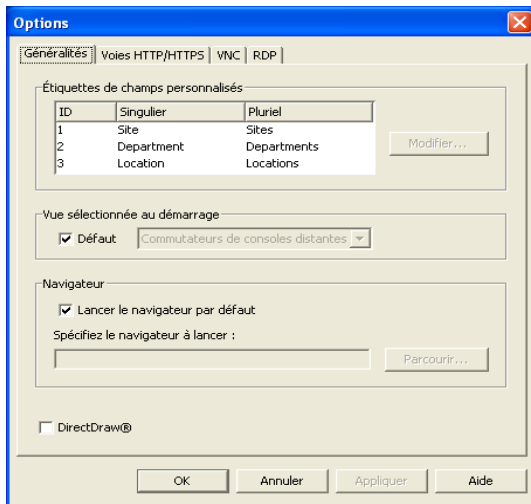 Options
Généralités Voies HTTP/HTTPS VNC RDP
Étiquettes de champs personnalisés
ID Singulier Pluriel
1 Site Sites
2 Department Departments
3 Location Locations
Modifier...
Vue sélectionnée au démarrage
Défaut Commutateurs de consoles distantes
Navigateur
Lancer le navigateur par défaut
Spécifiez le navigateur à lancer :
Parcourir...
DirectDraw®
OK Annuler Appliquer Aide